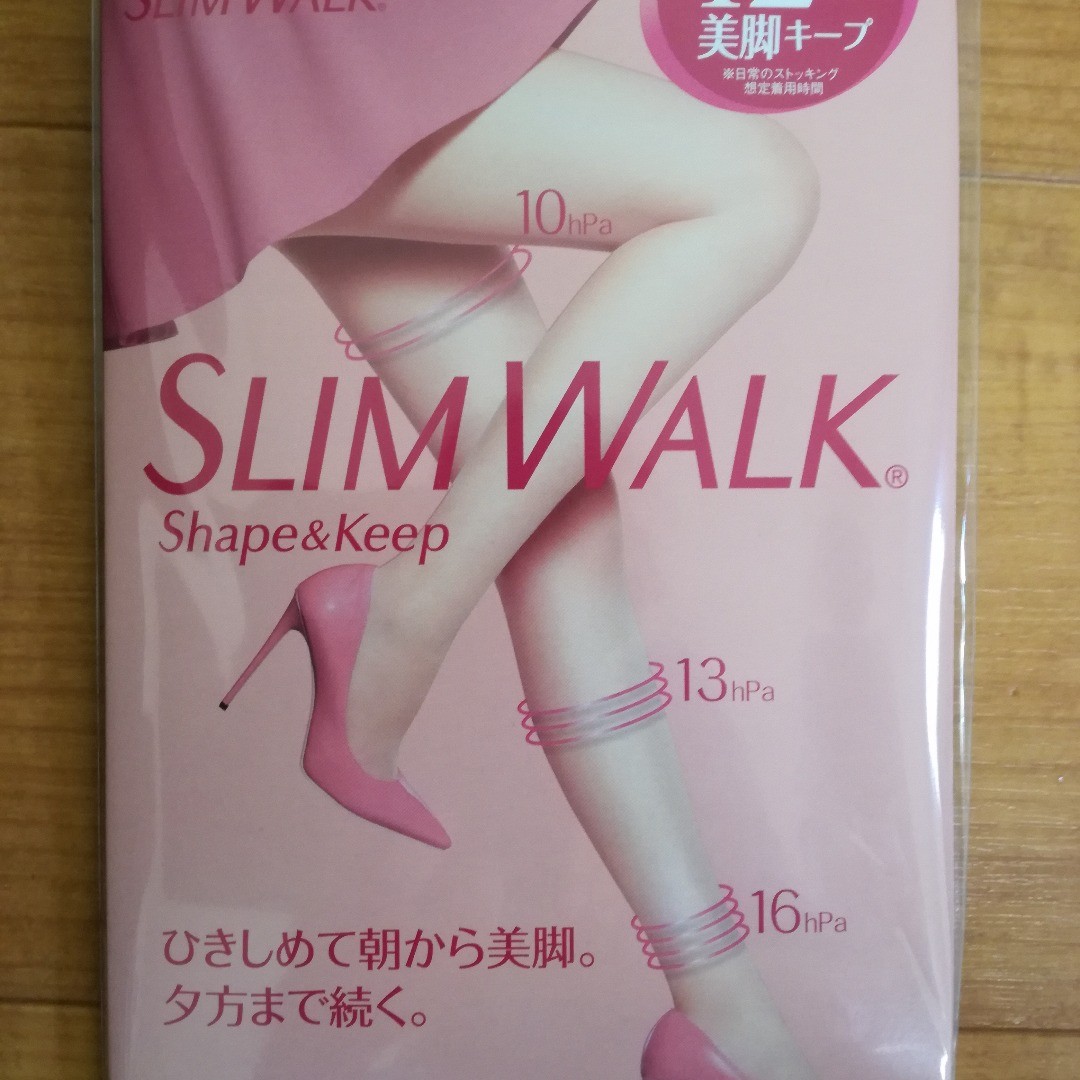 SLIM WALK®
美脚キープ
※日常のストッキング
想定着用時間
10hPa
SLIM WALK®
Shape&Keep
13hPa
16hPa
ひきしめて朝から美脚。
夕方まで続く。